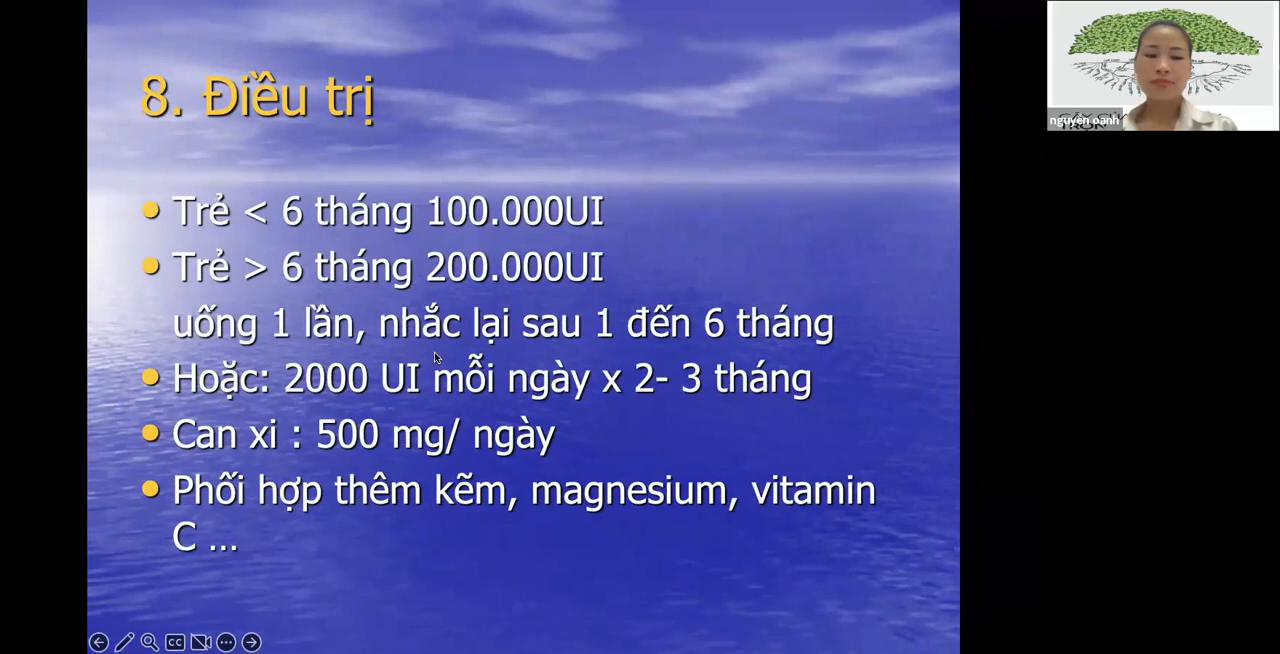 8. Điều trị
Trẻ < 6 tháng 100.000UI
Trẻ > 6 tháng 200.000UI
uống 1 lần, nhắc lại sau 1 đến 6 tháng
Hoặc: 2000 UI mỗi ngày x 2- 3 tháng
Can xi : 500 mg/ ngày
Phối hợp thêm kẽm, magnesium, vitamin
C ...
nguyễn oanh
CC